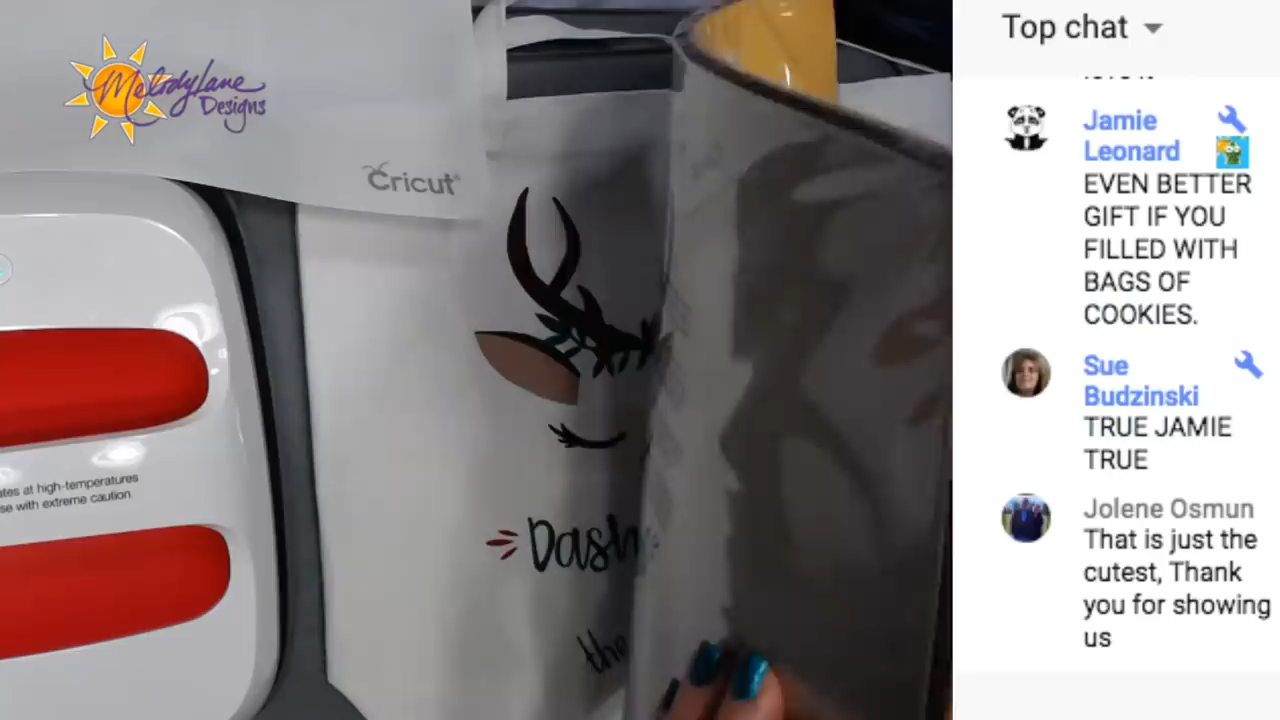 MelodyLane
Designs
Cricut
ates at high-temperatures
se with extreme caution.
Dash
the
Top chat
Jamie
Leonard
EVEN BETTER
GIFT IF YOU
FILLED WITH
BAGS OF
COOKIES.
Sue
Budzinski
TRUE JAMIE
TRUE
Jolene Osmun
That is just the
cutest, Thank
you for showing
us